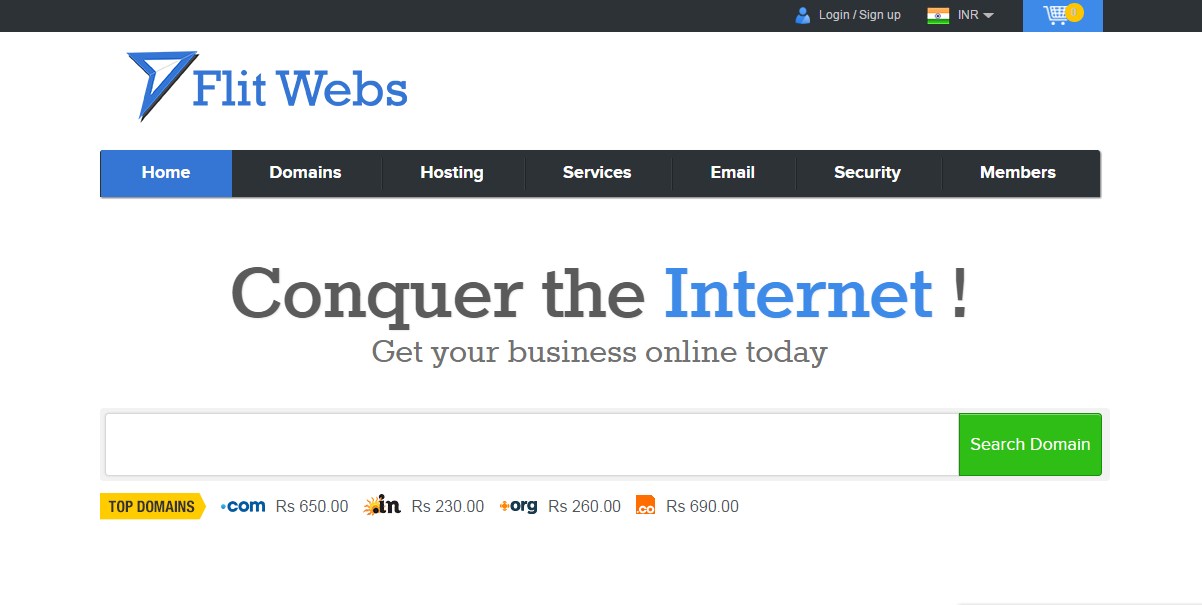 Login / Sign up INR 0
Flit Webs
Home Domains Hosting Services Email Security Members
Conquer the Internet !
Get your business online today
Search Domain
TOP DOMAINS .com Rs 650.00 .in Rs 230.00 .org Rs 260.00 .co Rs 690.00